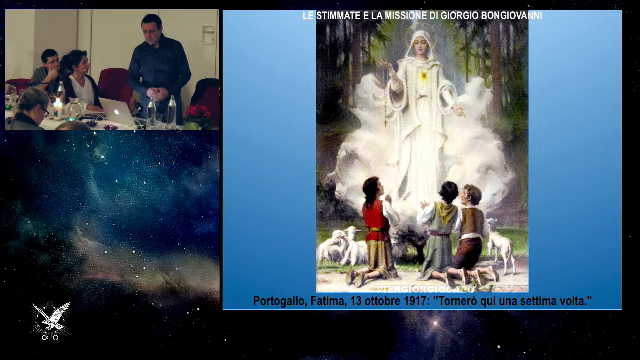 LE STIMMATE E LA MISSIONE DI GIORGIO BONGIOVANNI
Portogallo, Fatima, 13 ottobre 1917: "Tornerò qui una settima volta."